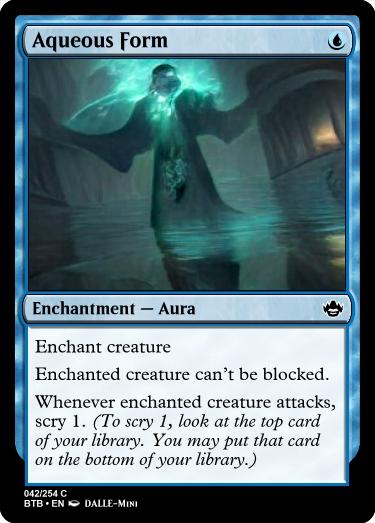 Aqueous Form
Enchantment — Aura
Enchant creature
Enchanted creature can't be blocked.
Whenever enchanted creature attacks,
scry 1. (To scry 1, look at the top card
of your library. You may put that card
on the bottom of your library.)
042/254 C
BTB • EN DALLE-Mini